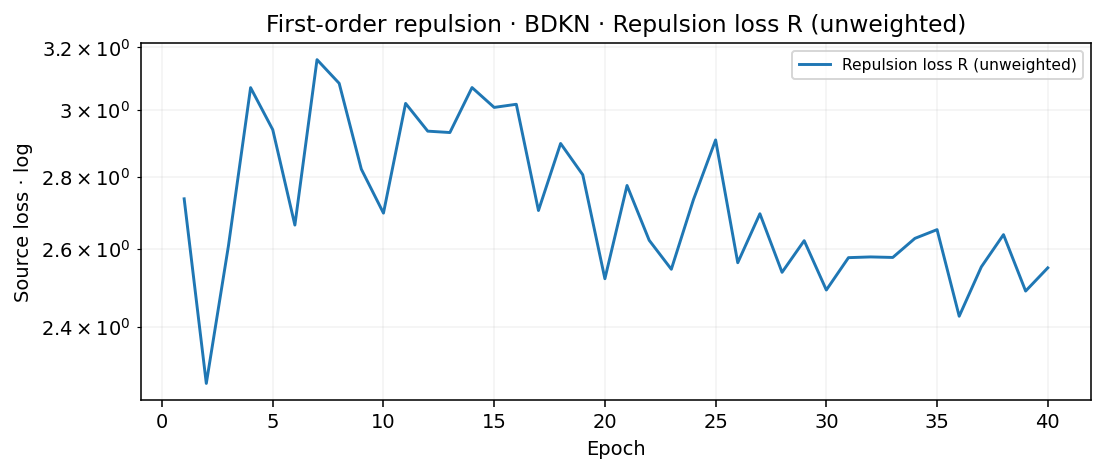 First-order repulsion · BDKN · Repulsion loss R (unweighted)
Repulsion loss R (unweighted)
Source loss · log
3.2 × 10⁰
3 × 10⁰
2.8 × 10⁰
2.6 × 10⁰
2.4 × 10⁰
0 5 10 15 20 25 30 35 40
Epoch